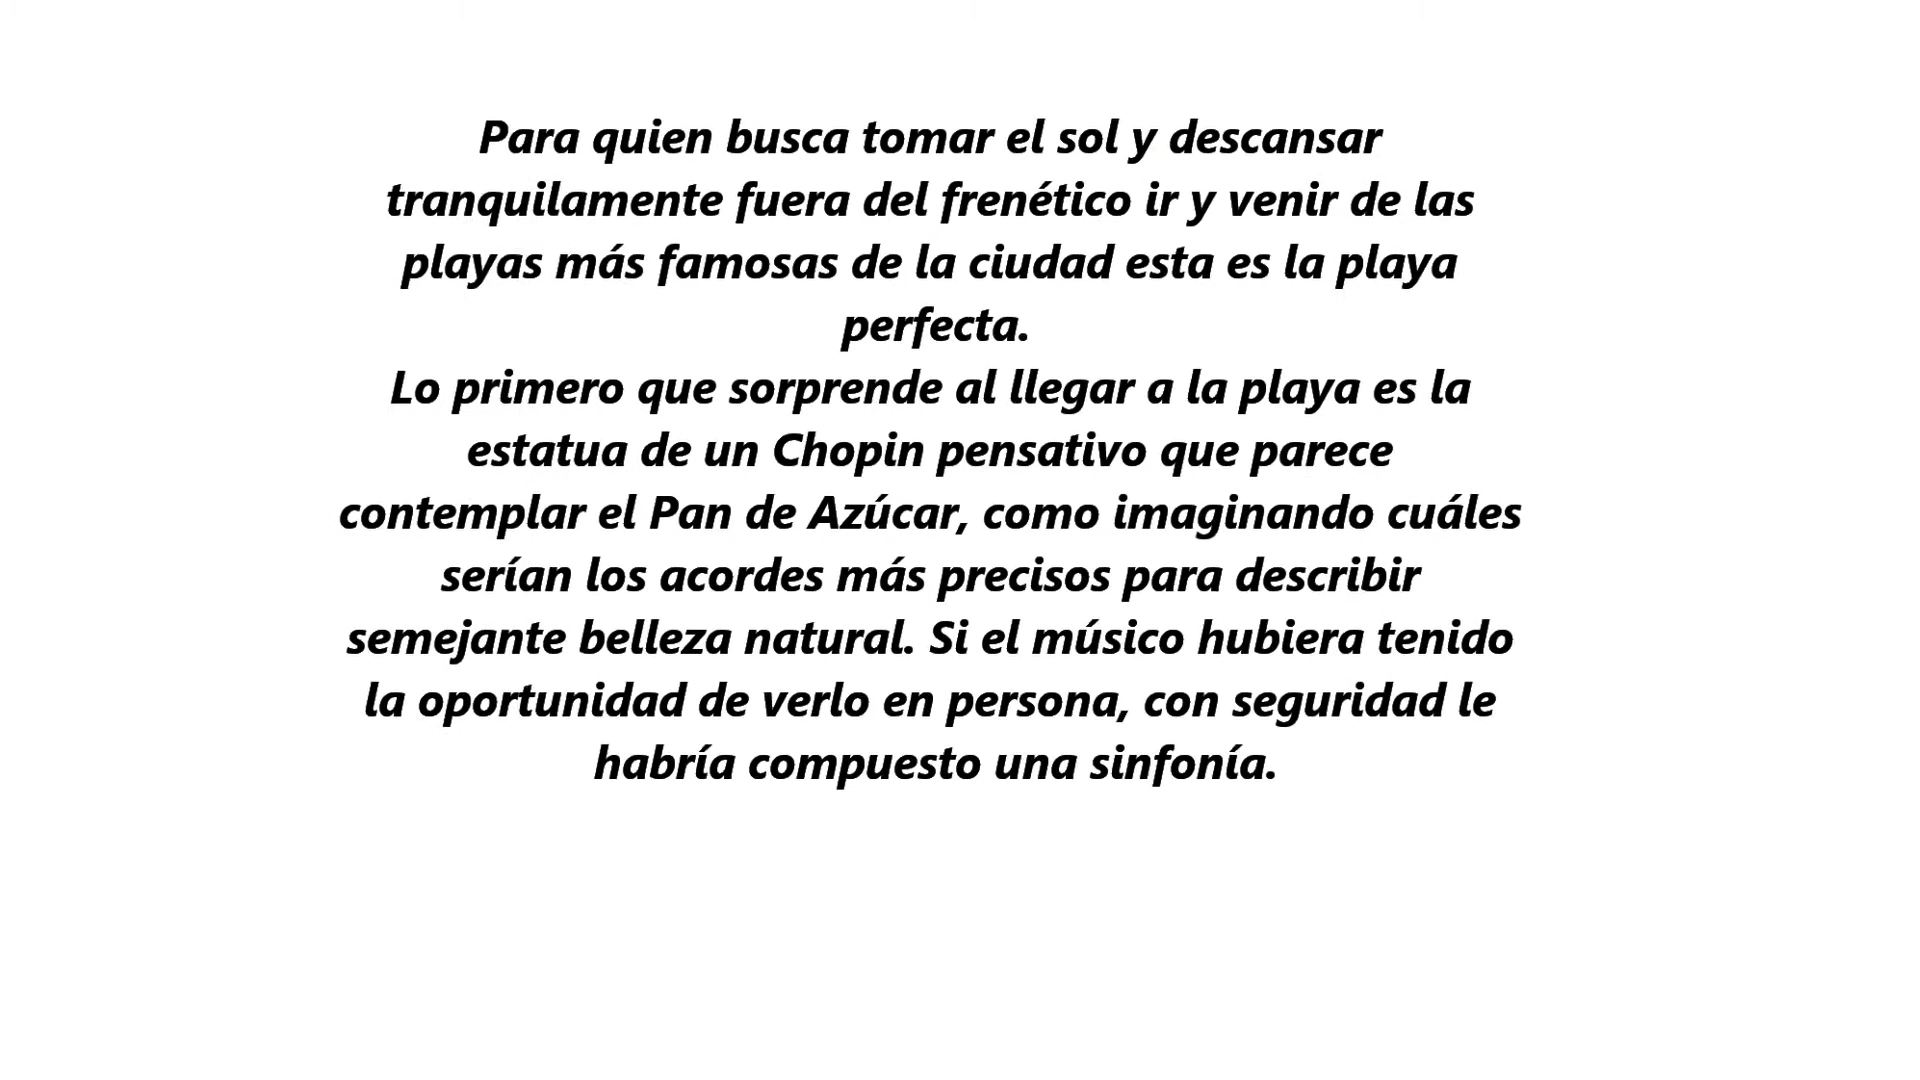 Para quien busca tomar el sol y descansar
tranquilamente fuera del frenético ir y venir de las
playas más famosas de la ciudad esta es la playa
perfecta.
Lo primero que sorprende al llegar a la playa es la
estatua de un Chopin pensativo que parece
contemplar el Pan de Azúcar, como imaginando cuáles
serían los acordes más precisos para describir
semejante belleza natural. Si el músico hubiera tenido
la oportunidad de verlo en persona, con seguridad le
habría compuesto una sinfonía.